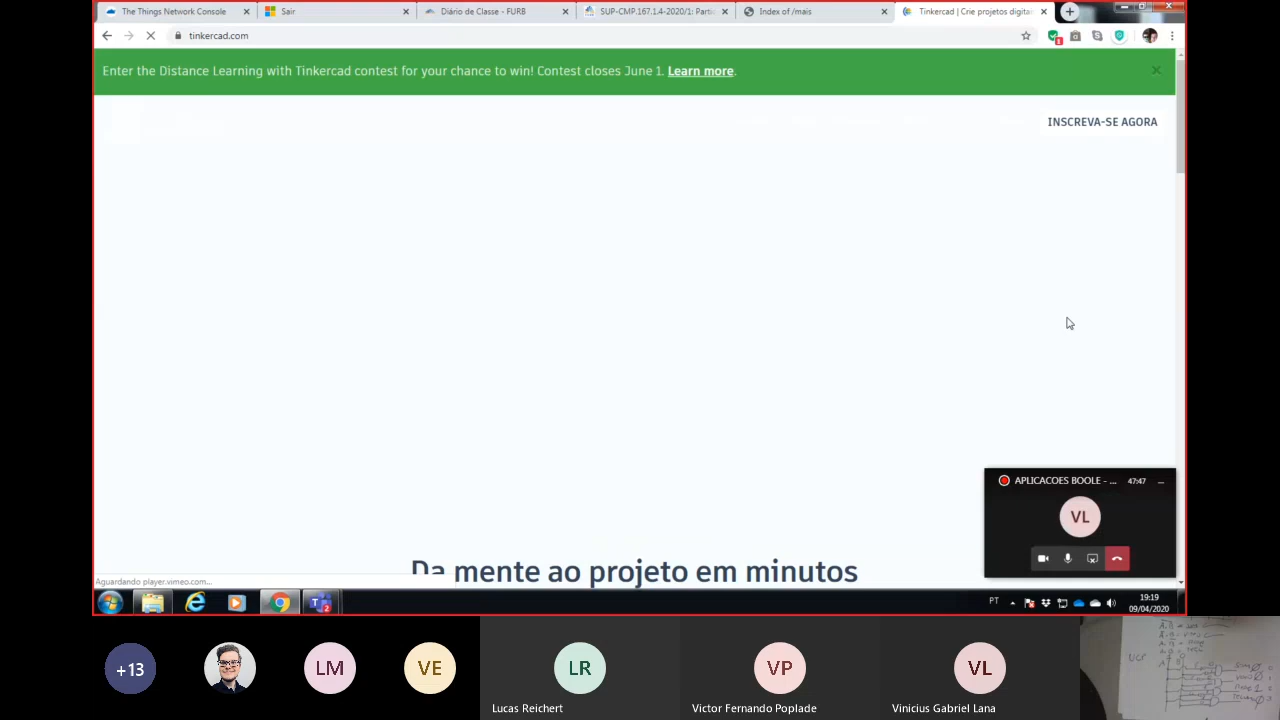 The Things Network Console
Sair
Diário de Classe - FURB
SUP-CMP.167.1.4-2020/1: Parti
Index of /mais
Tinkercad | Crie projetos digitai
tinkercad.com
Enter the Distance Learning with Tinkercad contest for your chance to win! Contest closes June 1. Learn more.
INSCREVA-SE AGORA
APLICACOES BOOLE - ... 47:47
VL
Da mente ao projeto em minutos
Aguardando player.vimeo.com...
PT
19:19
09/04/2020
+13
LM
VE
LR
VP
VL
Lucas Reichert
Victor Fernando Poplade
Vinicius Gabriel Lana
UCP